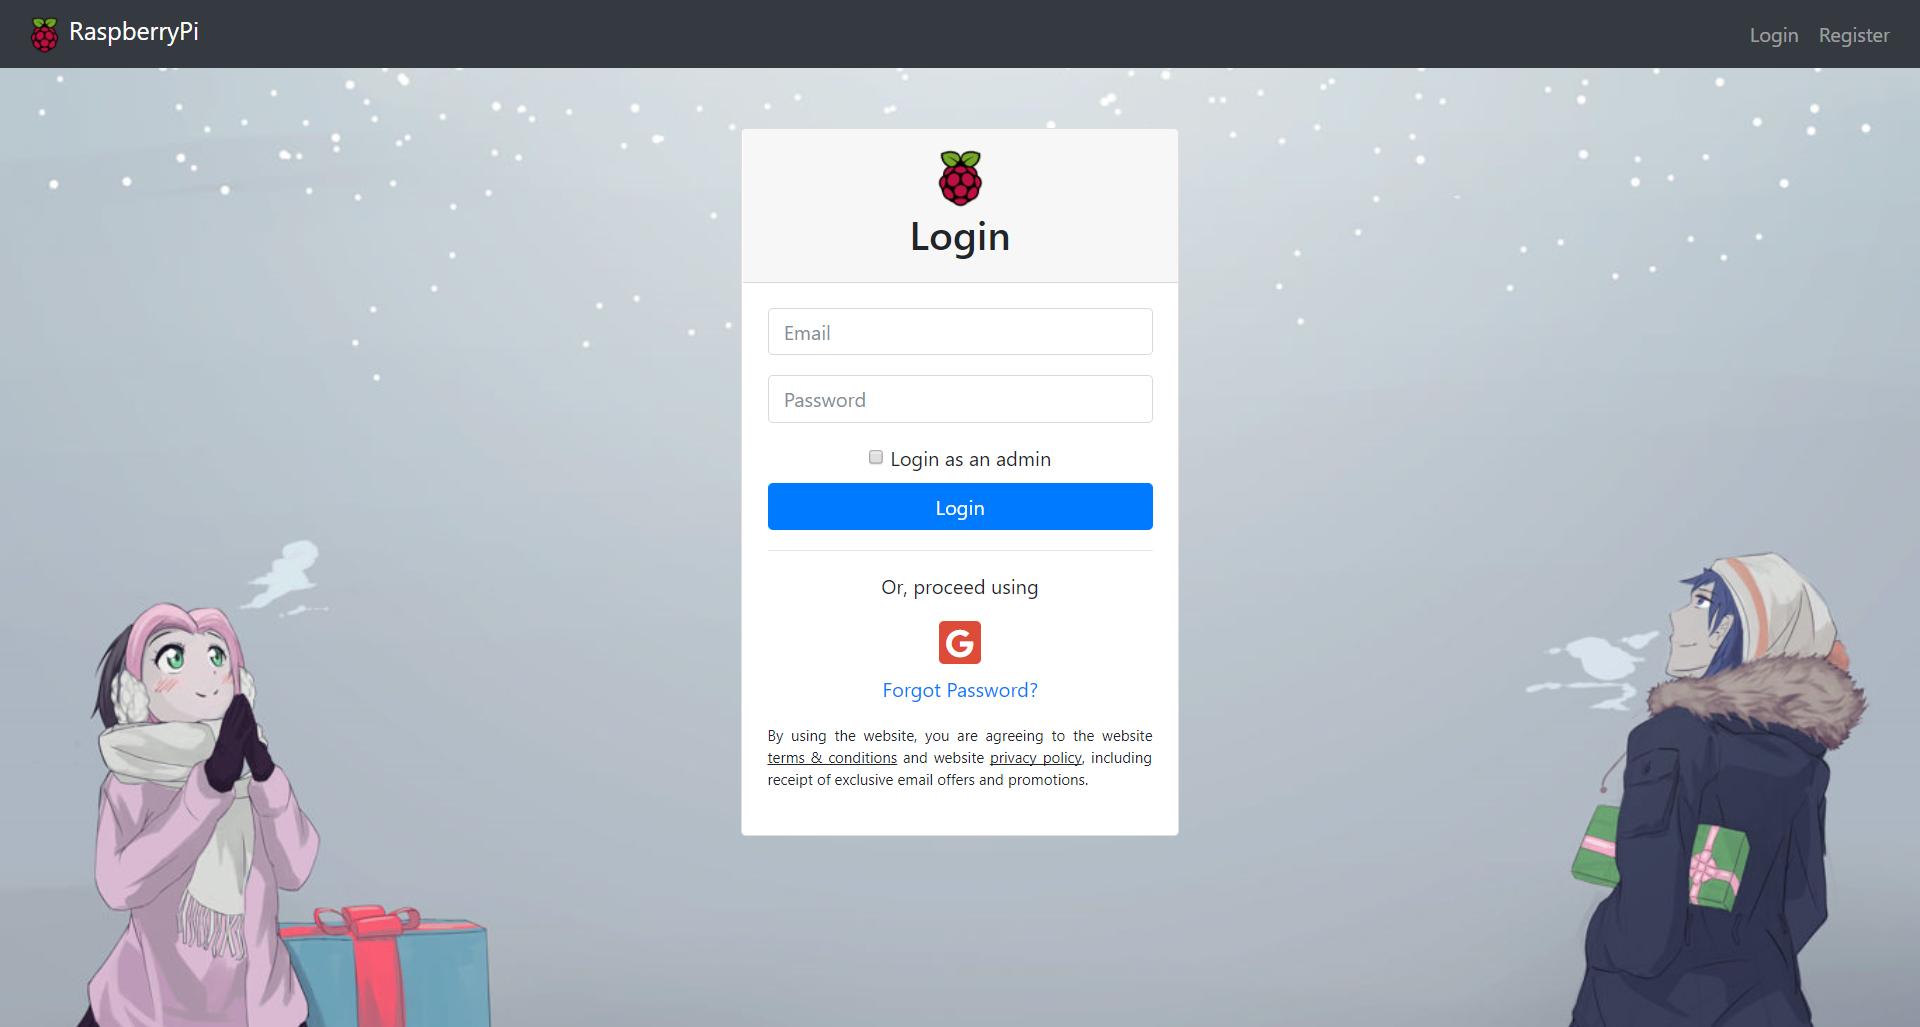 RaspberryPi
Login Register
Login
Email
Password
Login as an admin
Login
Or, proceed using
G
Forgot Password?
By using the website, you are agreeing to the website
terms & conditions and website privacy policy, including
receipt of exclusive email offers and promotions.